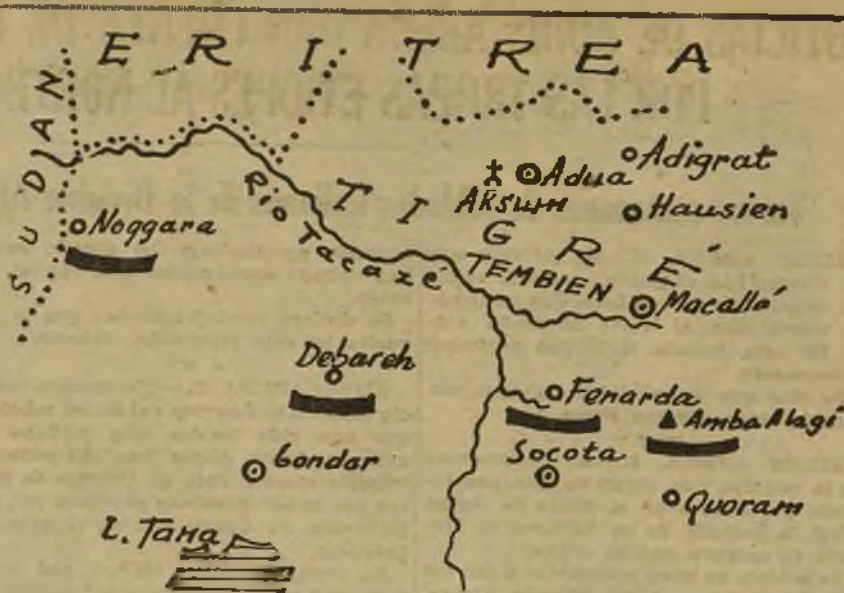 ERITREA
SUDAN
Adigrat
Adua
AKSUM
Hausien
Noggara
TIGRÉ
Rio Tacazé
TEMBIEN
Macallé
Debareh
Fenarda
Amba Alagi
Gondar
Socota
Quoram
L. Tana